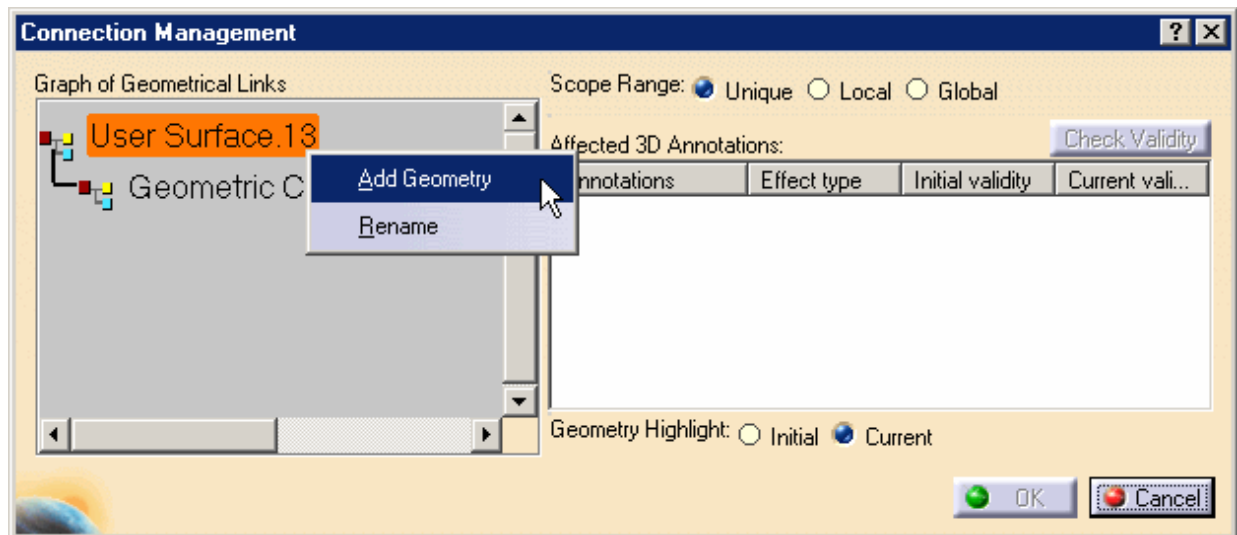 Connection Management
Graph of Geometrical Links
Scope Range: Unique Local Global
User Surface.13
Affected 3D Annotations: Check Validity
Geometric C
Add Geometry
nnotations Effect type Initial validity Current vali...
Rename
Geometry Highlight: Initial Current
OK Cancel